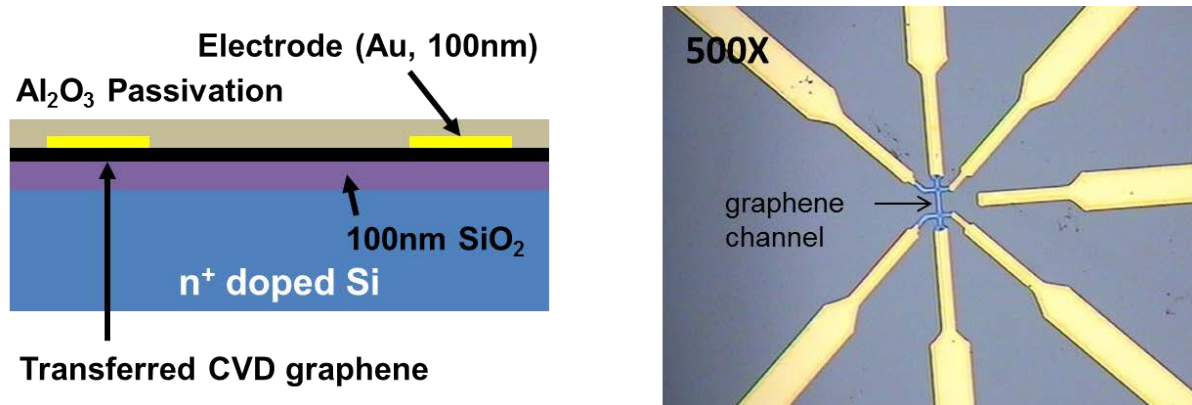 Electrode (Au, 100nm)
Al₂O₃ Passivation
100nm SiO₂
n⁺ doped Si
Transferred CVD graphene
500X
graphene
channel